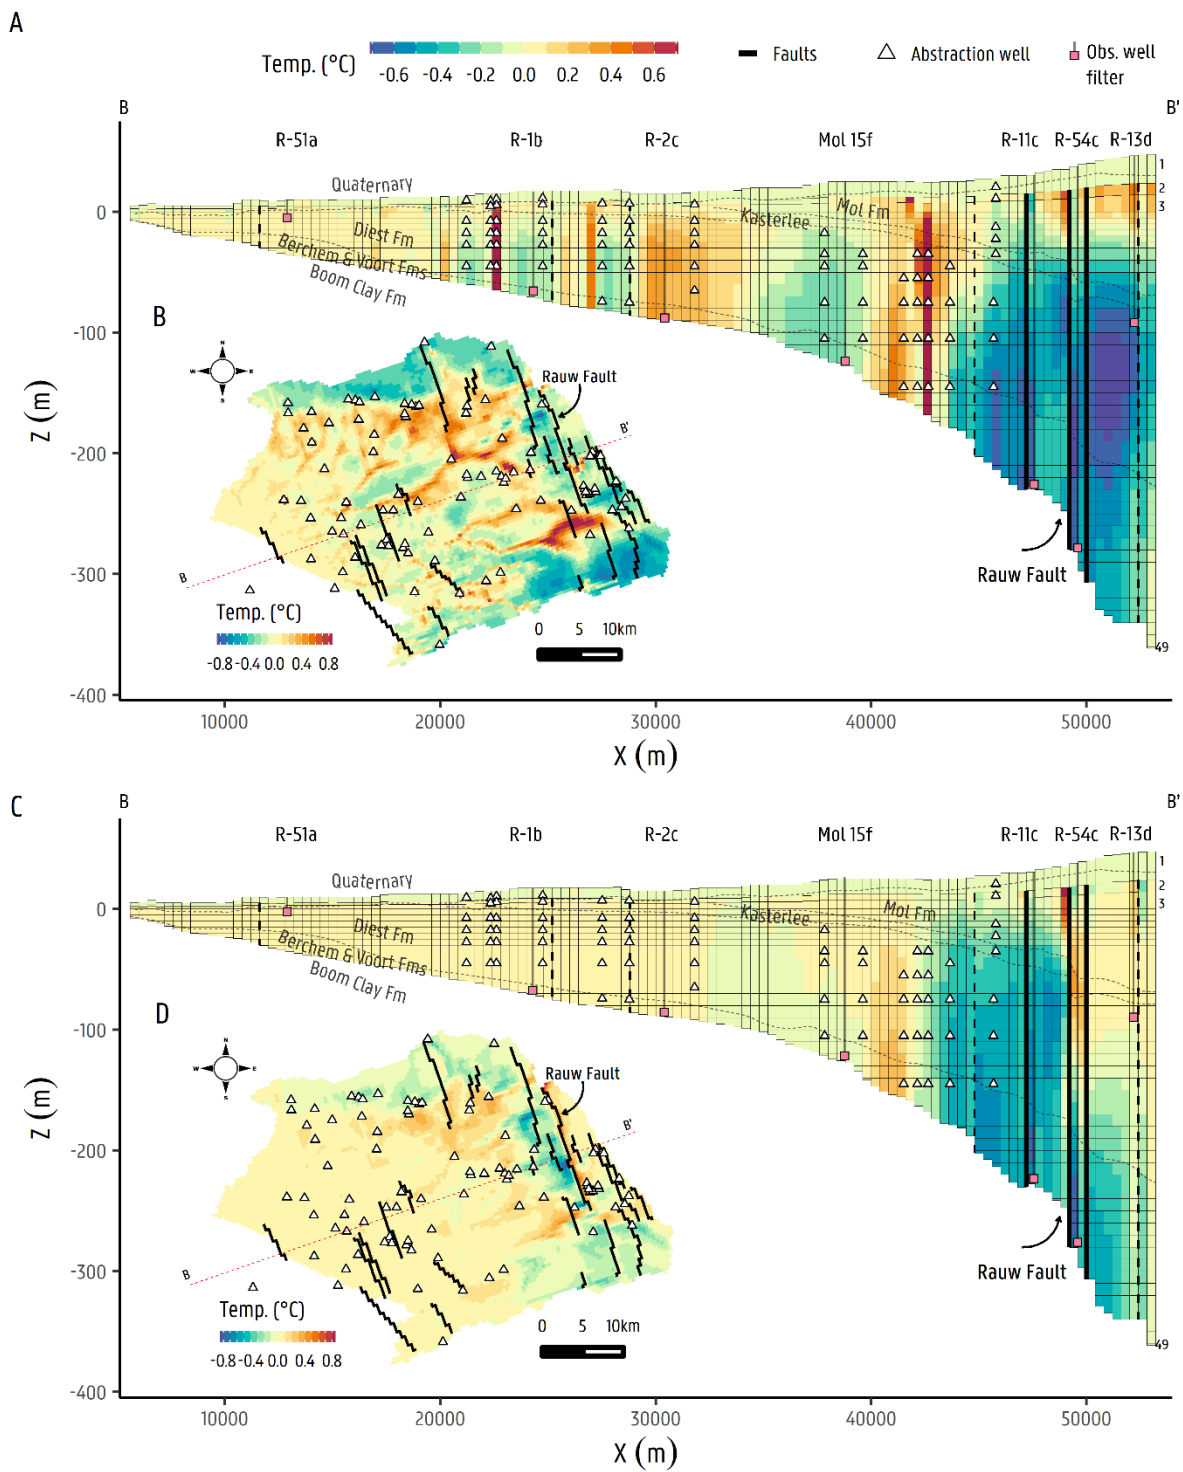 A
Temp. (°C)
-0.6 -0.4 -0.2 0.0 0.2 0.4 0.6
Faults
Abstraction well
Obs. well
filter
B B'
R-51a R-1b R-2c Mol 15f R-11c R-54c R-13d
Quaternary
Diest Fm
Berchem & Voort Fms
Boom Clay Fm
Kasterlee
Mol Fm
1
2
3
49
Z (m)
0
-100
-200
-300
-400
Rauw Fault
B
N
W E
S
Rauw Fault
B'
B
Temp. (°C)
-0.8 -0.4 0.0 0.4 0.8
0 5 10km
10000 20000 30000 40000 50000
X (m)
C
B B'
R-51a R-1b R-2c Mol 15f R-11c R-54c R-13d
Quaternary
Diest Fm
Berchem & Voort Fms
Boom Clay Fm
Kasterlee
Mol Fm
1
2
3
49
Z (m)
0
-100
-200
-300
-400
Rauw Fault
D
N
W E
S
Rauw Fault
B'
B
Temp. (°C)
-0.8 -0.4 0.0 0.4 0.8
0 5 10km
10000 20000 30000 40000 50000
X (m)